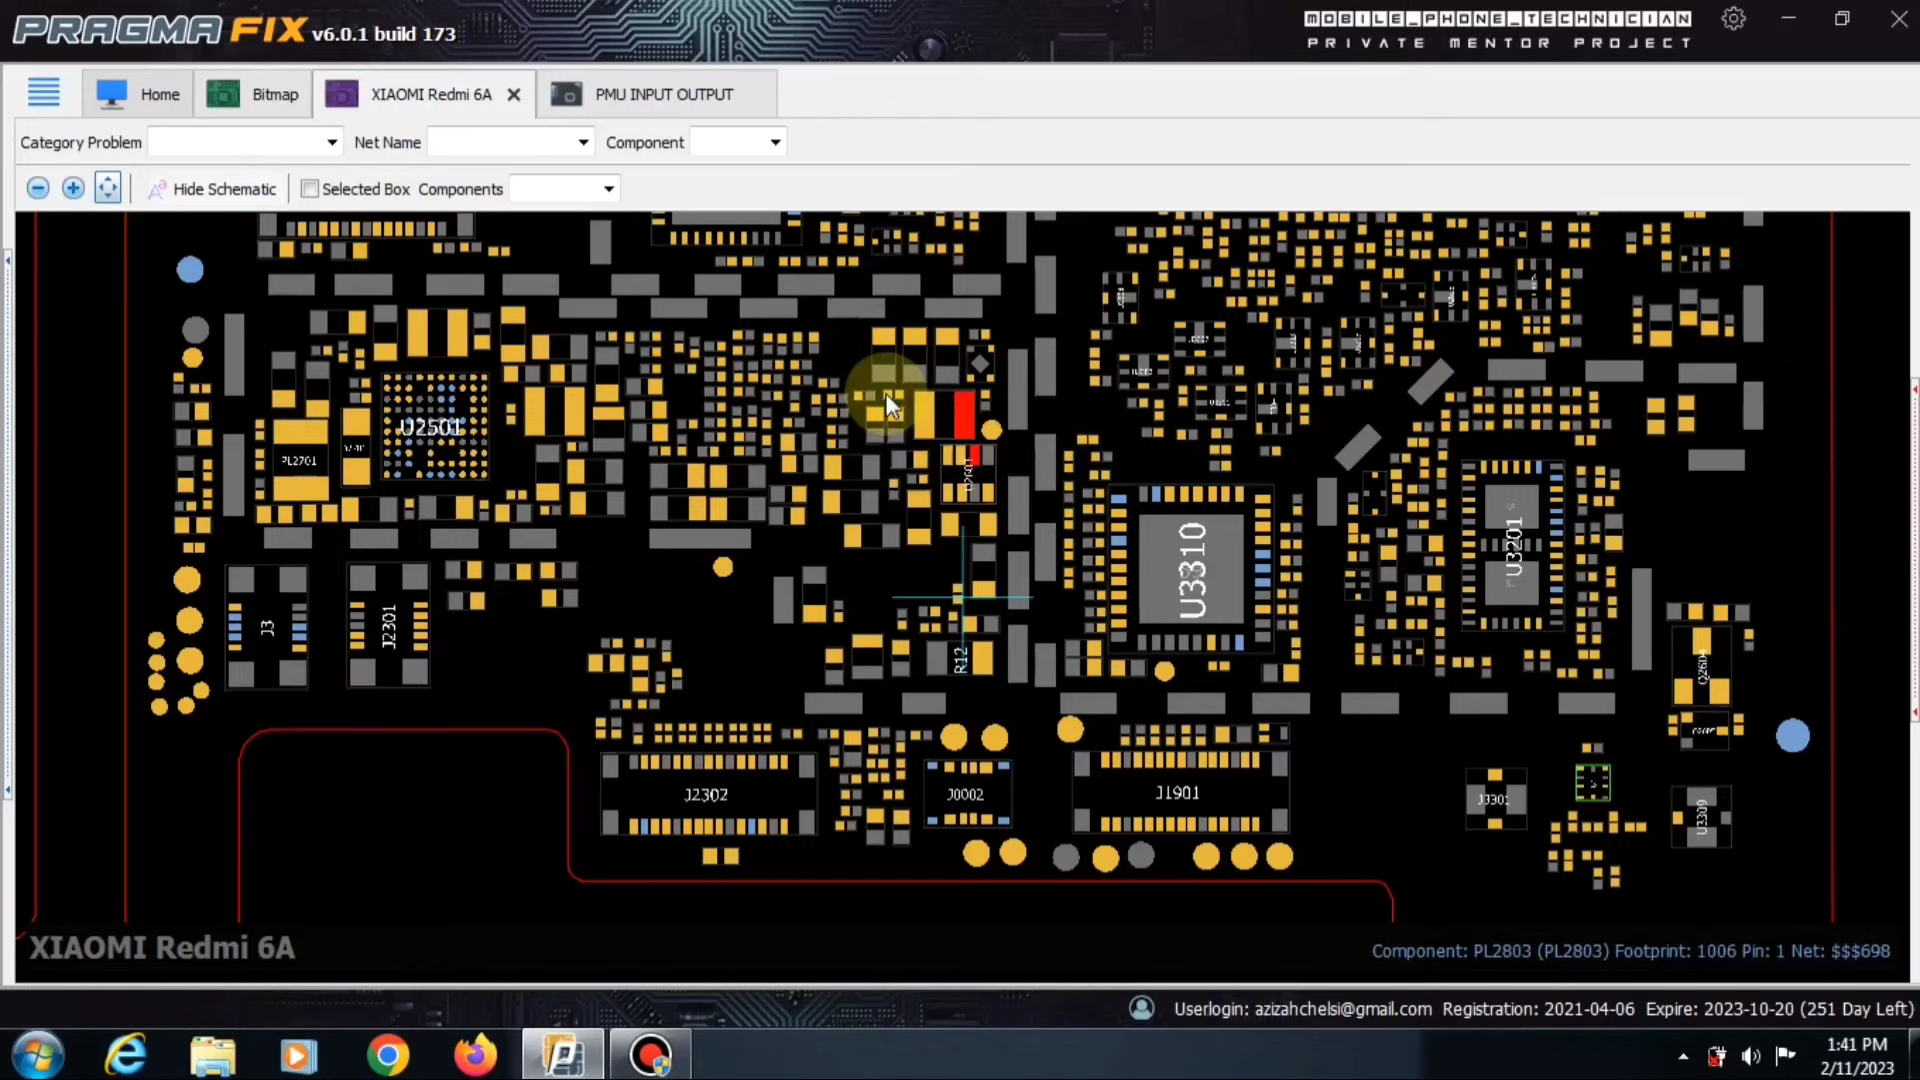 PRAGMA FIX v6.0.1 build 173
MOBILE_PHONE_TECHNICIAN
PRIVATE MENTOR PROJECT
Home
Bitmap
XIAOMI Redmi 6A
PMU INPUT OUTPUT
Category Problem
Net Name
Component
Hide Schematic
Selected Box
Components
U2501
PL2701
U3310
U3201
J3
J2301
R12
Q2604
J2302
J0002
J1901
J3301
U3309
XIAOMI Redmi 6A
Component: PL2803 (PL2803) Footprint: 1006 Pin: 1 Net: $$$698
Userlogin: azizahchelsi@gmail.com Registration: 2021-04-06 Expire: 2023-10-20 (251 Day Left)
1:41 PM
2/11/2023